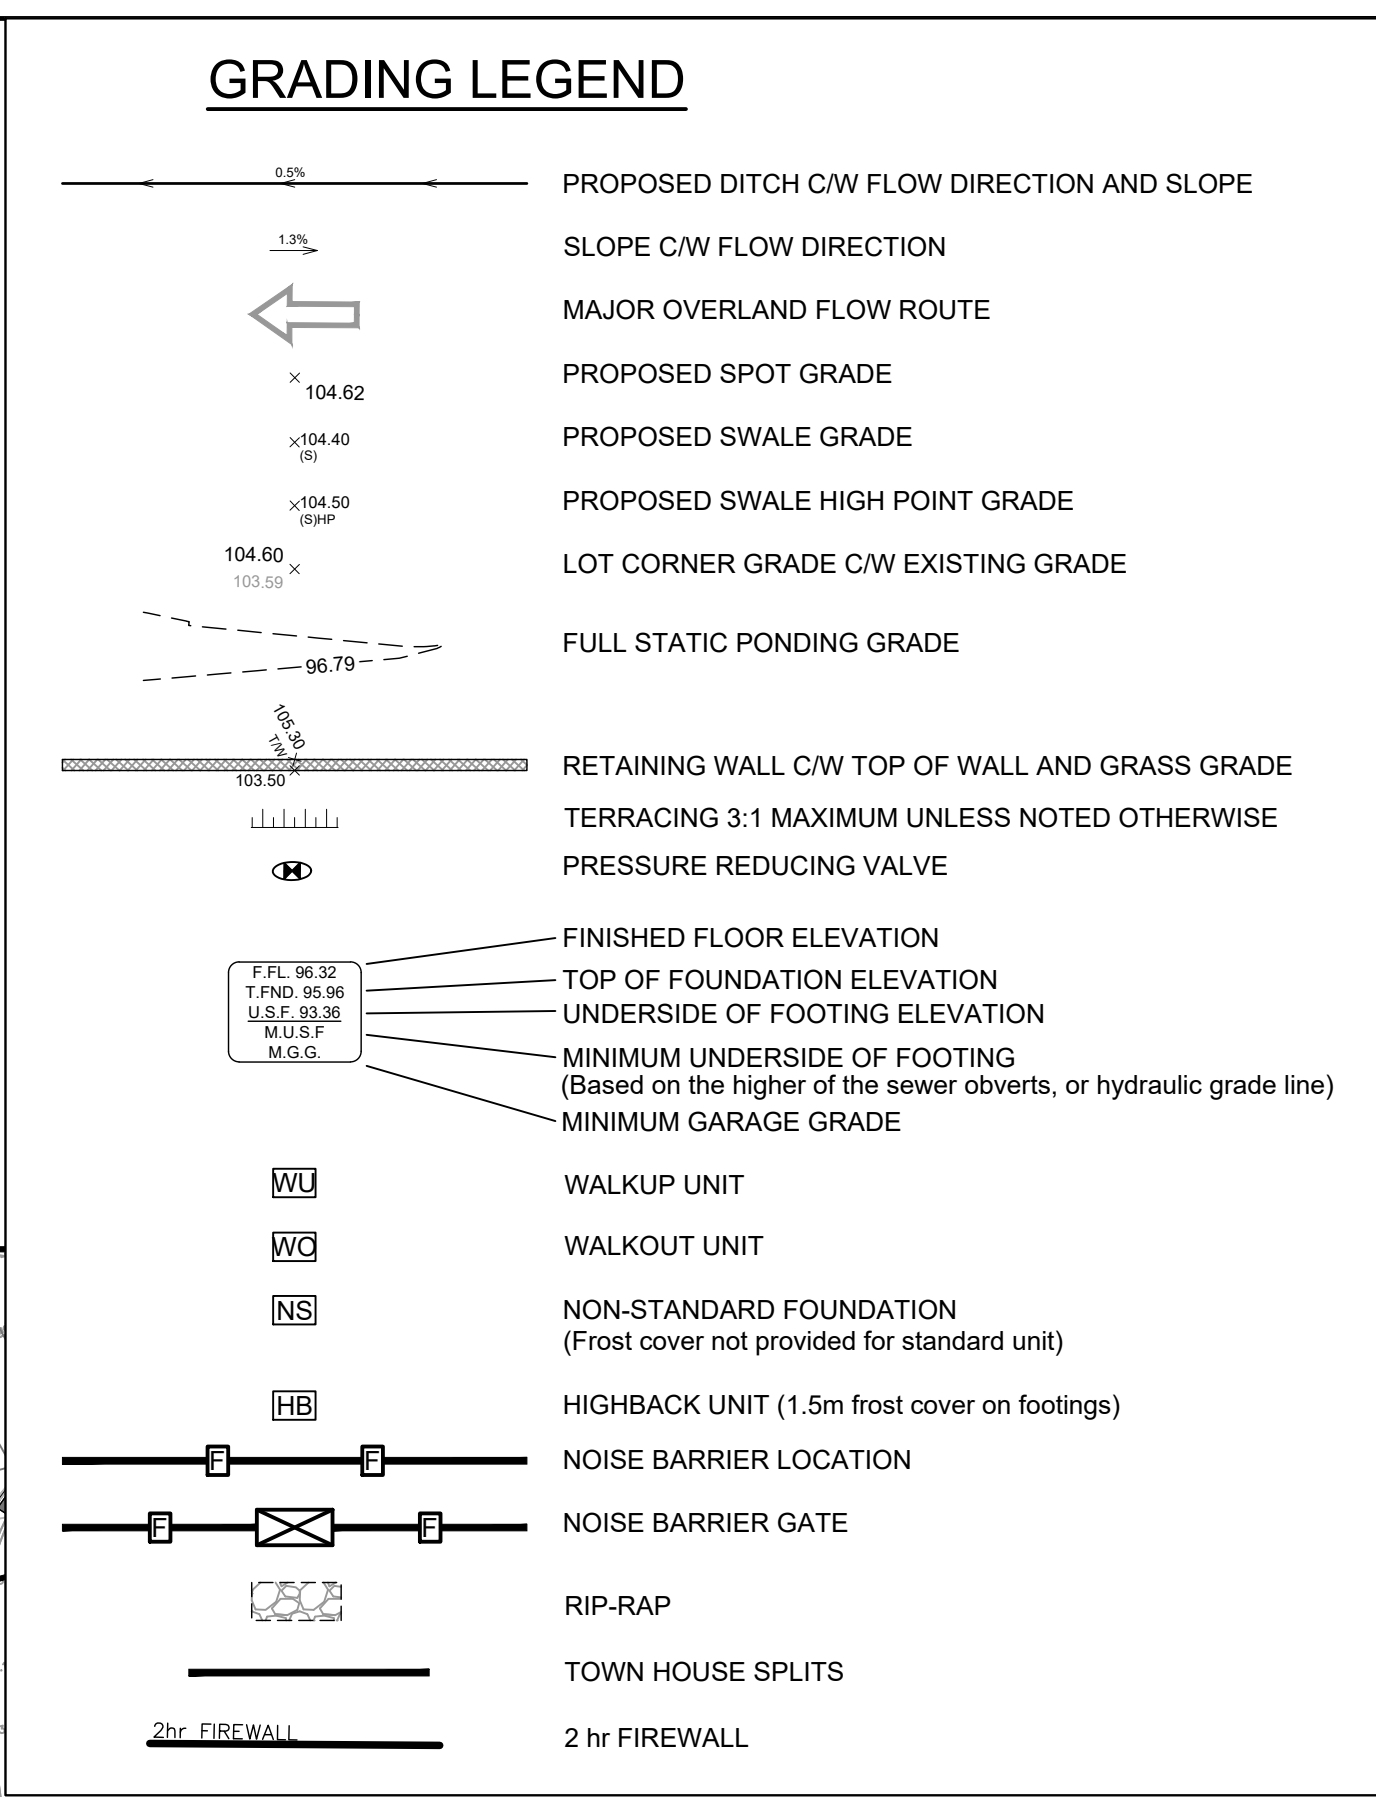 GRADING LEGEND
0.5%
PROPOSED DITCH C/W FLOW DIRECTION AND SLOPE
1.3%
SLOPE C/W FLOW DIRECTION
MAJOR OVERLAND FLOW ROUTE
104.62
PROPOSED SPOT GRADE
104.40
(S)
PROPOSED SWALE GRADE
104.50
(S)HP
PROPOSED SWALE HIGH POINT GRADE
104.60
103.59
LOT CORNER GRADE C/W EXISTING GRADE
96.79
FULL STATIC PONDING GRADE
105.30
T/W
103.50
RETAINING WALL C/W TOP OF WALL AND GRASS GRADE
TERRACING 3:1 MAXIMUM UNLESS NOTED OTHERWISE
PRESSURE REDUCING VALVE
F.FL. 96.32
T.FND. 95.96
U.S.F. 93.36
M.U.S.F
M.G.G.
FINISHED FLOOR ELEVATION
TOP OF FOUNDATION ELEVATION
UNDERSIDE OF FOOTING ELEVATION
MINIMUM UNDERSIDE OF FOOTING
(Based on the higher of the sewer obverts, or hydraulic grade line)
MINIMUM GARAGE GRADE
WU
WALKUP UNIT
WO
WALKOUT UNIT
NS
NON-STANDARD FOUNDATION
(Frost cover not provided for standard unit)
HB
HIGHBACK UNIT (1.5m frost cover on footings)
F F
NOISE BARRIER LOCATION
F F
NOISE BARRIER GATE
RIP-RAP
TOWN HOUSE SPLITS
2hr FIREWALL
2 hr FIREWALL